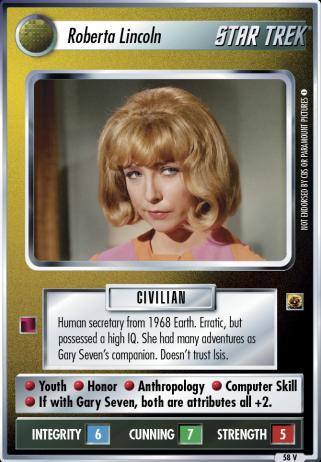 Roberta Lincoln
STAR TREK
NOT ENDORSED BY CBS OR PARAMOUNT PICTURES
CIVILIAN
Human secretary from 1968 Earth. Erratic, but
possessed a high IQ. She had many adventures as
Gary Seven's companion. Doesn't trust Isis.
Youth Honor Anthropology Computer Skill
If with Gary Seven, both are attributes all +2.
INTEGRITY 6 CUNNING 7 STRENGTH 5
58 V